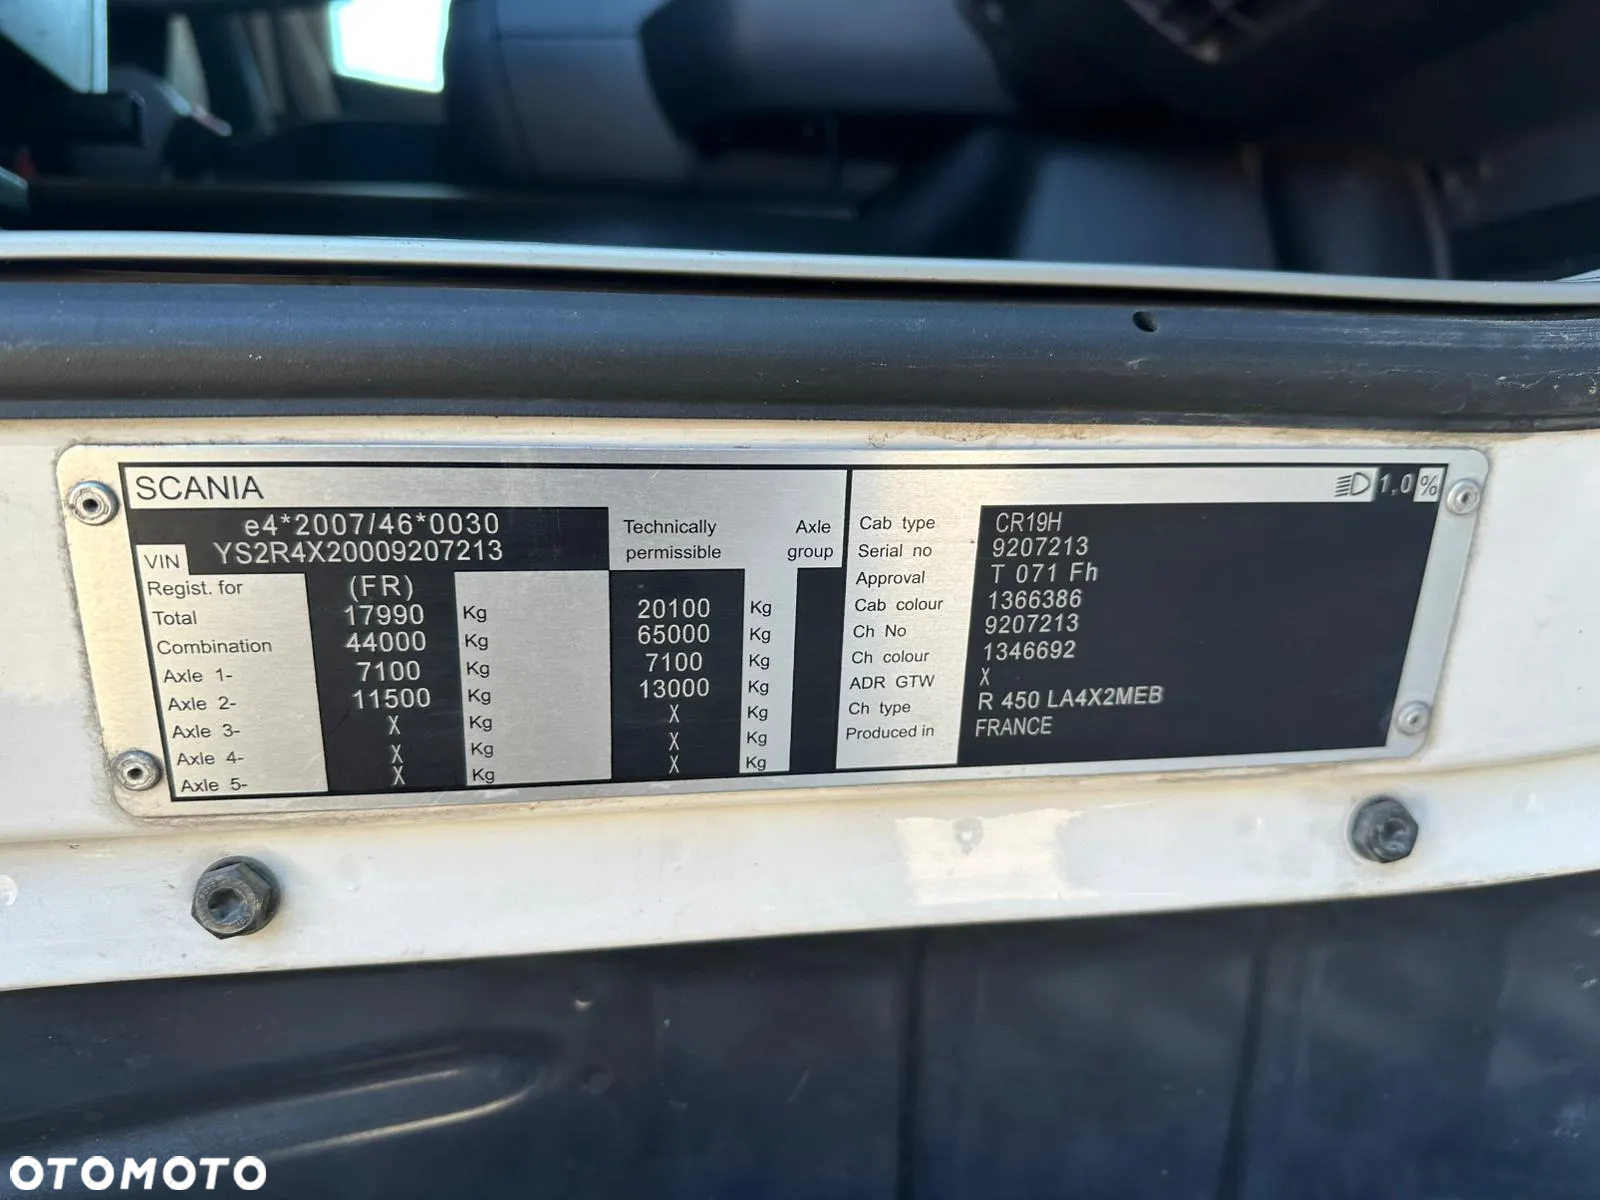 SCANIA
e4*2007/46*0030
VIN YS2R4X20009207213
Technically permissible
Axle group
Regist. for (FR)
Total 17990 Kg 20100 Kg
Combination 44000 Kg 65000 Kg
Axle 1- 7100 Kg 7100 Kg
Axle 2- 11500 Kg 13000 Kg
Axle 3- X Kg X Kg
Axle 4- X Kg X Kg
Axle 5- X Kg X Kg
1,0 %
Cab type CR19H
Serial no 9207213
Approval T 071 Fh
Cab colour 1366386
Ch No 9207213
Ch colour 1346692
ADR GTW X
Ch type R 450 LA4X2MEB
Produced in FRANCE
OTOMOTO